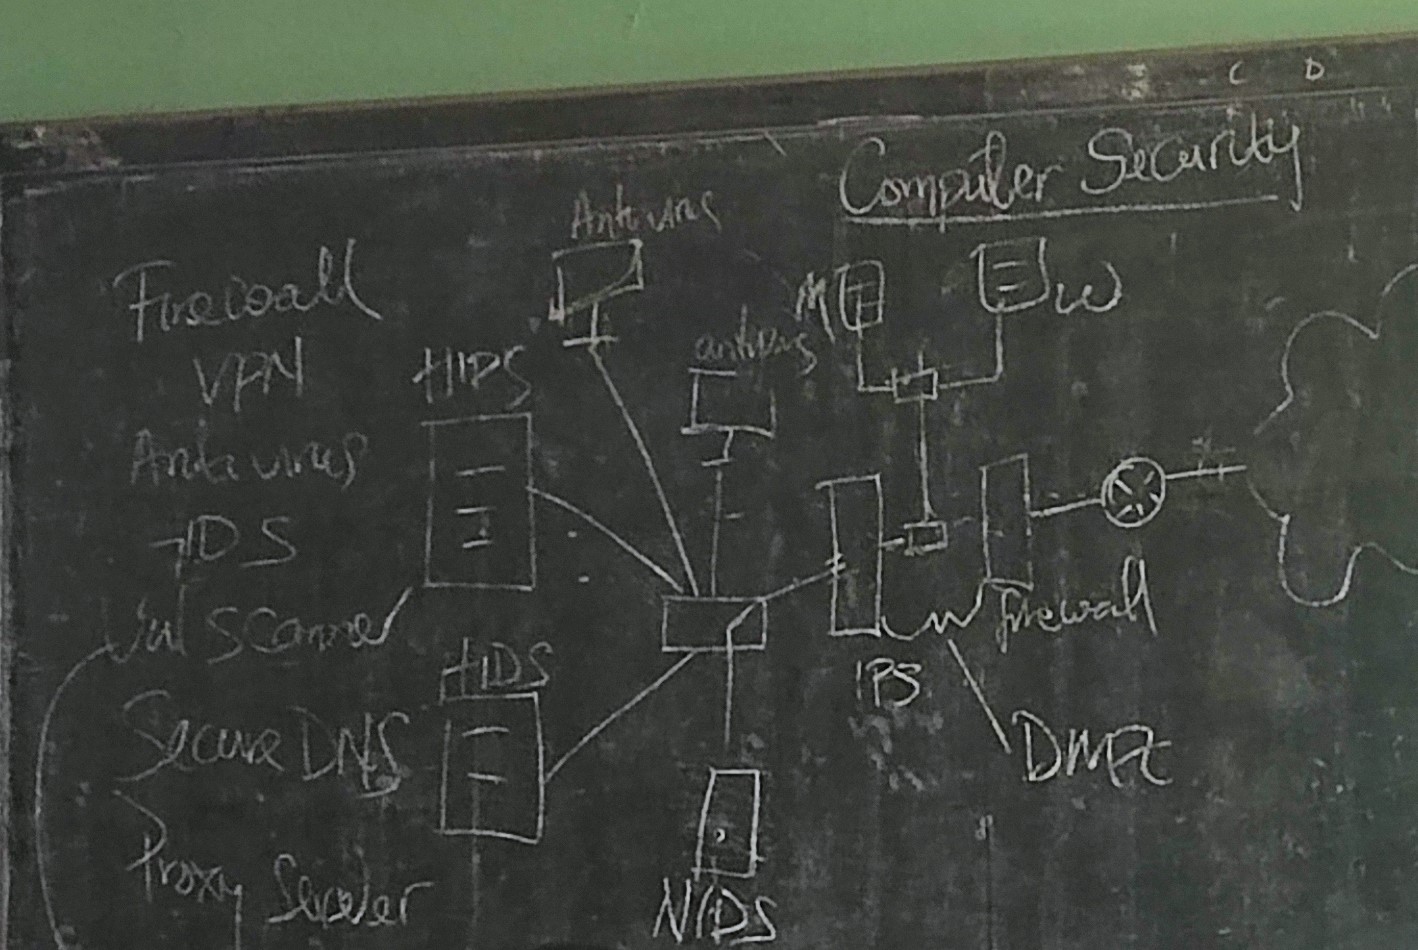 C D
Computer Security
Antivirus
Firewall
M
W
VPN
HIPS
antivirus
Antivirus
IDS
Vul Scanner
Firewall
HIDS
IPS
Secure DNS
DMZ
Proxy Server
NIDS